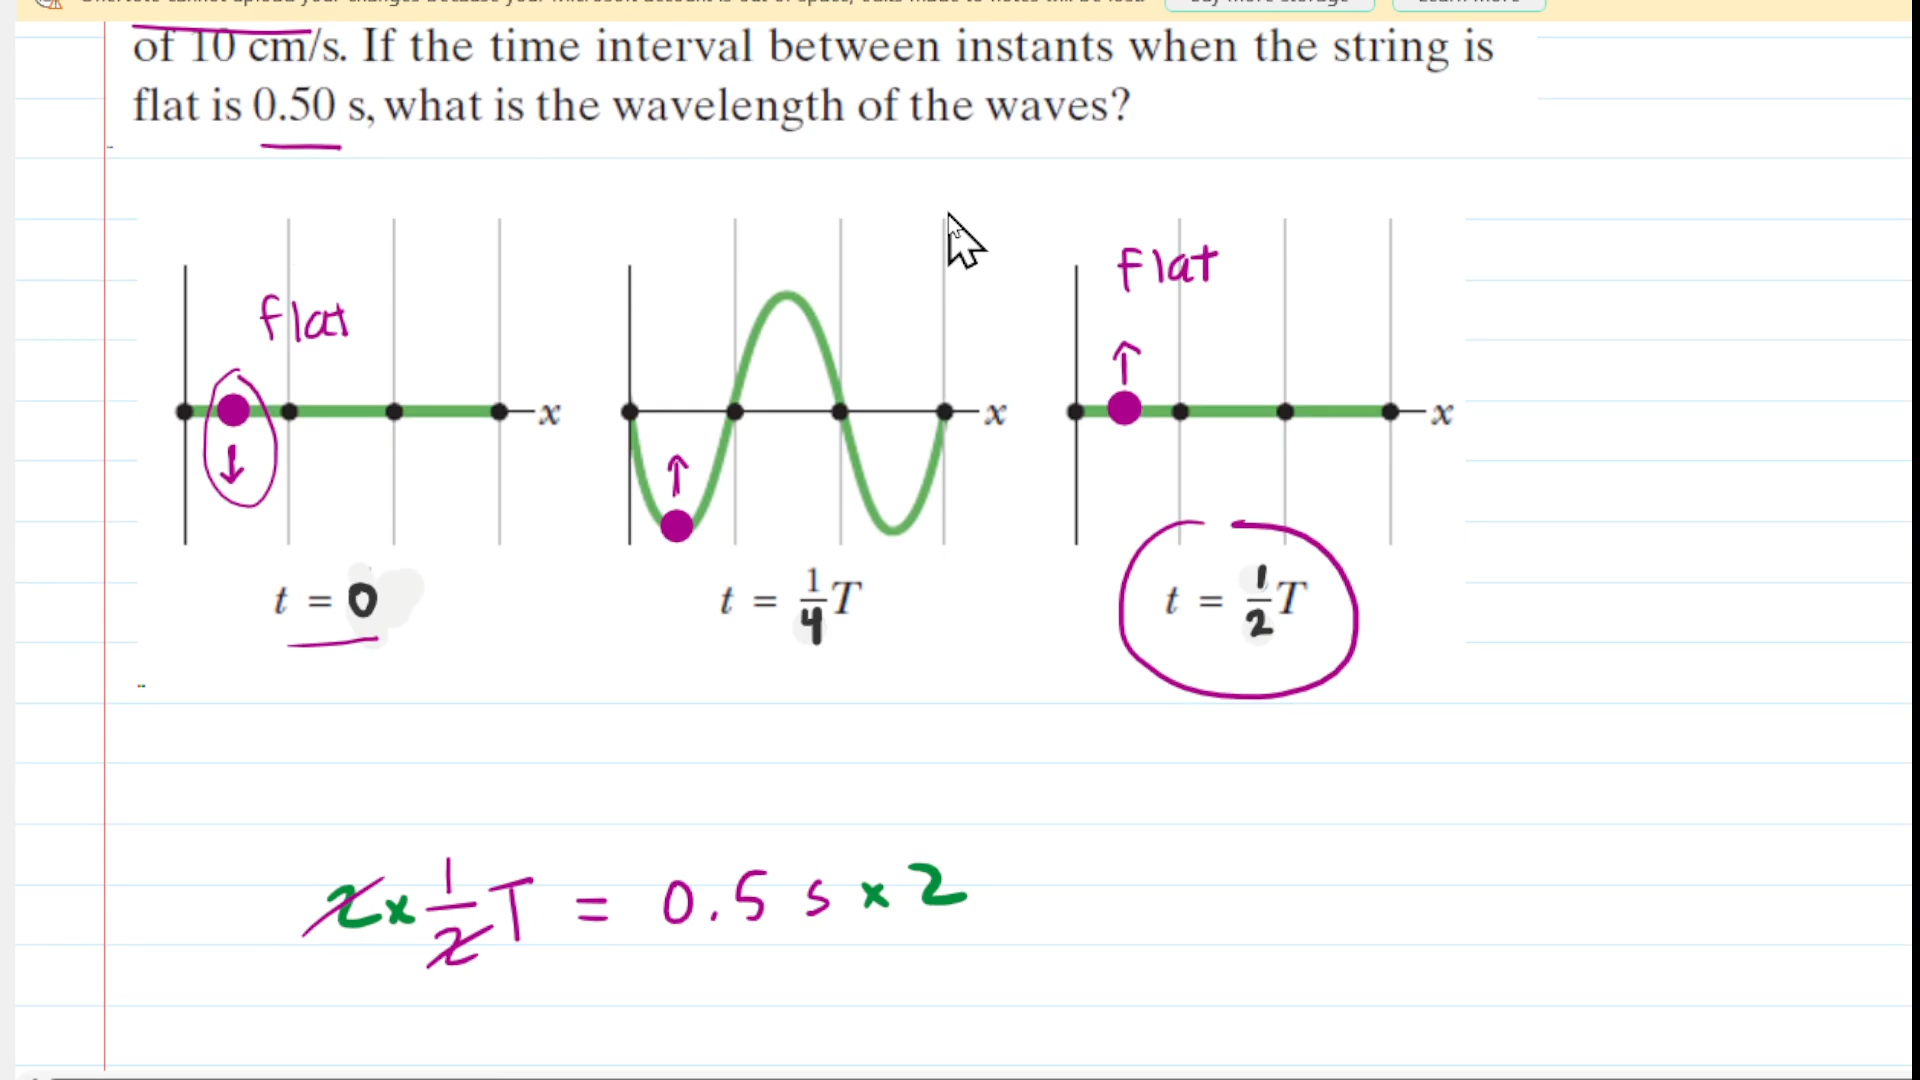 of 10 cm/s. If the time interval between instants when the string is
flat is 0.50 s, what is the wavelength of the waves?
flat
Flat
x
x
x
t = 0
t = 1/4 T
t = 1/2 T
2 x 1/2 T = 0.5 s x 2